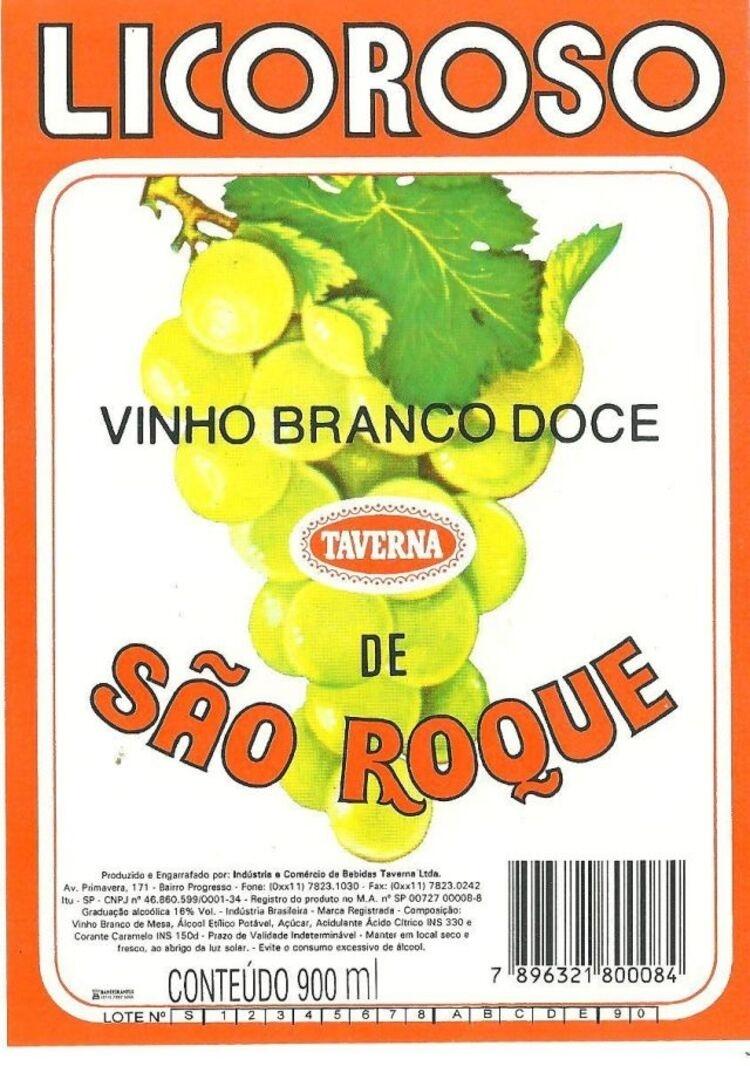 LICOROSO
VINHO BRANCO DOCE
TAVERNA
DE
SÃO ROQUE
Produzido e Engarrafado por: Indústria e Comércio de Bebidas Taverna Ltda.
Av. Primavera, 171 - Bairro Progresso - Fone: (0xx11) 7823.1030 - Fax: (0xx11) 7823.0242
Itu - SP - CNPJ nº 46.860.599/0001-34 - Registro do produto no M.A. nº SP 00727 00008-8
Graduação alcoólica 16% Vol. - Indústria Brasileira - Marca Registrada - Composição:
Vinho Branco de Mesa, Álcool Etílico Potável, Açúcar, Acidulante Ácido Cítrico INS 330 e
Corante Caramelo INS 150d - Prazo de Validade Indeterminável - Manter em local seco e
fresco, ao abrigo da luz solar. - Evite o consumo excessivo de álcool.
CONTEÚDO 900 ml
7 896321 800084
LOTE Nº S 1 2 3 4 5 6 7 8 A B C D E 9 0